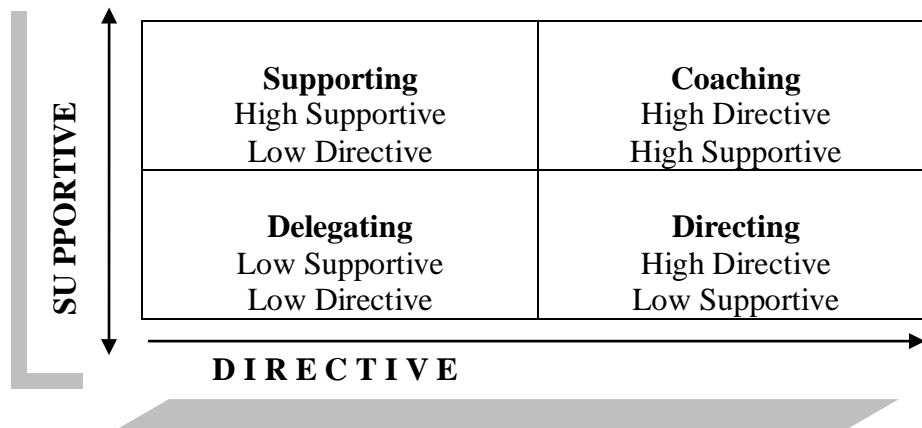 Supporting
High Supportive
Low Directive
Coaching
High Directive
High Supportive
Delegating
Low Supportive
Low Directive
Directing
High Directive
Low Supportive
SU PPORTIVE
D I R E C T I V E